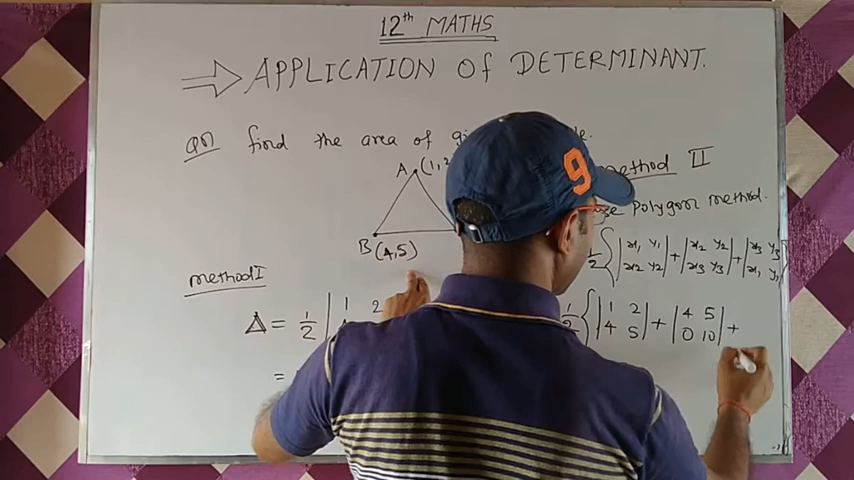 12th MATHS
⇒ APPLICATION OF DETERMINANT.
Qn find the area of
A (1, 2
B (4,5)
method I
Δ = 1/2 | 1 2
=
method II
Polygon method.
1/2 { | x1 y1 | + | x2 y2 | + | x3 y3
x2 y2 x3 y3 x1 y1
1/2 { | 1 2 | + | 4 5 | +
4 5 0 10
9